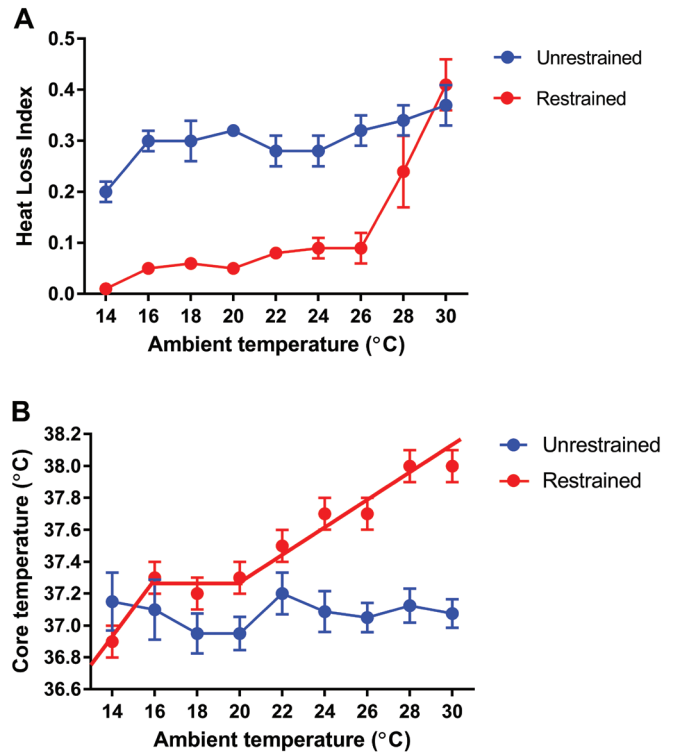 A
0.5
0.4
0.3
0.2
0.1
0.0
Heat Loss Index
14 16 18 20 22 24 26 28 30
Ambient temperature (°C)
Unrestrained
Restrained
B
38.2
38.0
37.8
37.6
37.4
37.2
37.0
36.8
36.6
Core temperature (°C)
14 16 18 20 22 24 26 28 30
Ambient temperature (°C)
Unrestrained
Restrained